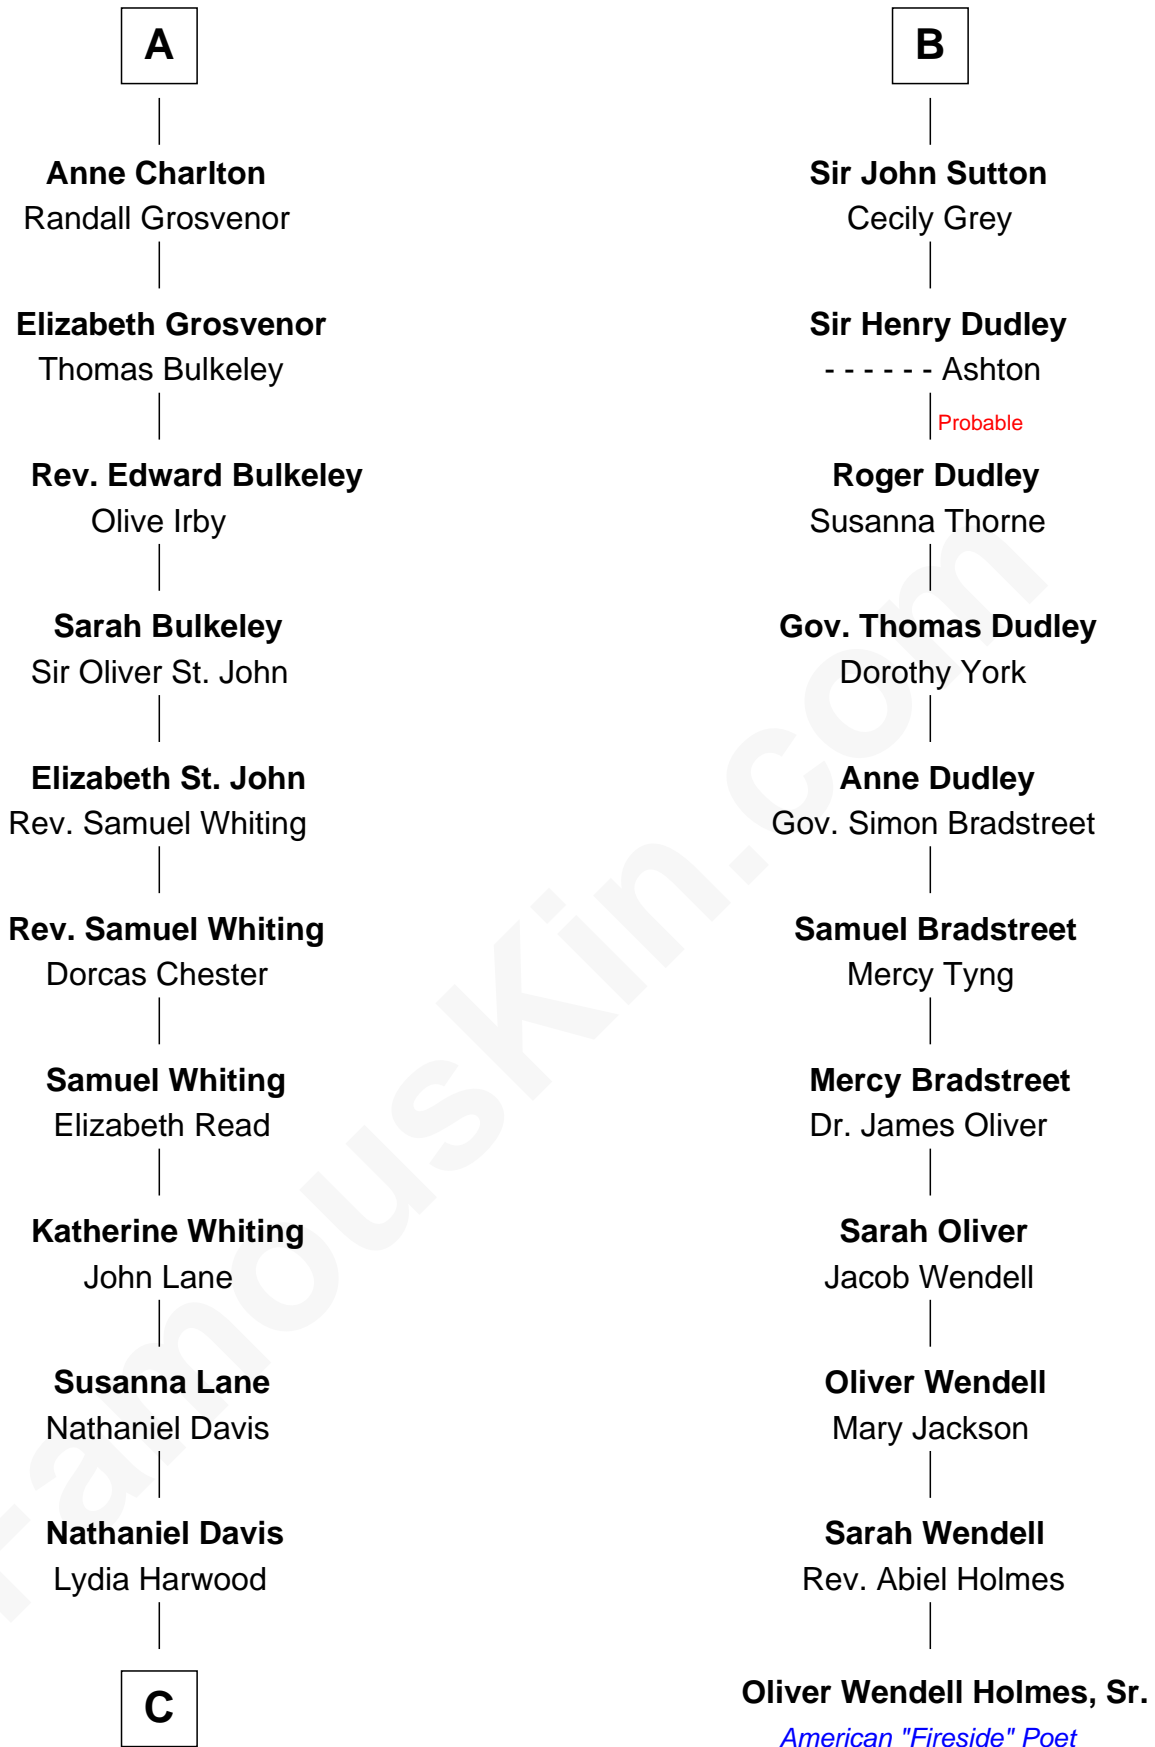 A
Anne Charlton
Randall Grosvenor
Elizabeth Grosvenor
Thomas Bulkeley
Rev. Edward Bulkeley
Olive Irby
Sarah Bulkeley
Sir Oliver St. John
Elizabeth St. John
Rev. Samuel Whiting
Rev. Samuel Whiting
Dorcas Chester
Samuel Whiting
Elizabeth Read
Katherine Whiting
John Lane
Susanna Lane
Nathaniel Davis
Nathaniel Davis
Lydia Harwood
C
B
Sir John Sutton
Cecily Grey
Sir Henry Dudley
- - - - - - Ashton
Probable
Roger Dudley
Susanna Thorne
Gov. Thomas Dudley
Dorothy York
Anne Dudley
Gov. Simon Bradstreet
Samuel Bradstreet
Mercy Tyng
Mercy Bradstreet
Dr. James Oliver
Sarah Oliver
Jacob Wendell
Oliver Wendell
Mary Jackson
Sarah Wendell
Rev. Abiel Holmes
Oliver Wendell Holmes, Sr.
American "Fireside" Poet
FamousKin.com